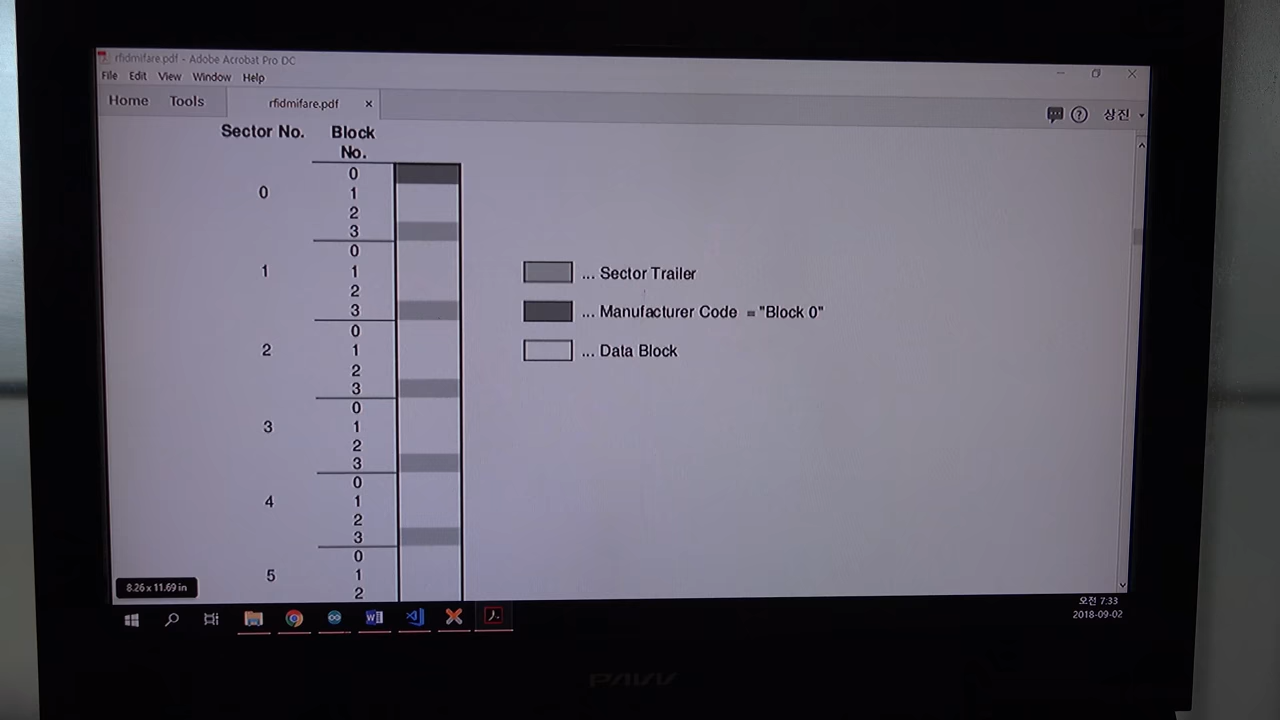 rfidmifare.pdf - Adobe Acrobat Pro DC
File Edit View Window Help
Home Tools rfidmifare.pdf ×
? 상진
Sector No. Block
No.
0
0 1
2
3
0
1 1
2
3
... Sector Trailer
... Manufacturer Code = "Block 0"
... Data Block
0
2 1
2
3
0
3 1
2
3
0
4 1
2
3
0
5 1
2
8.26 x 11.69 in
오전 7:33
2018-09-02